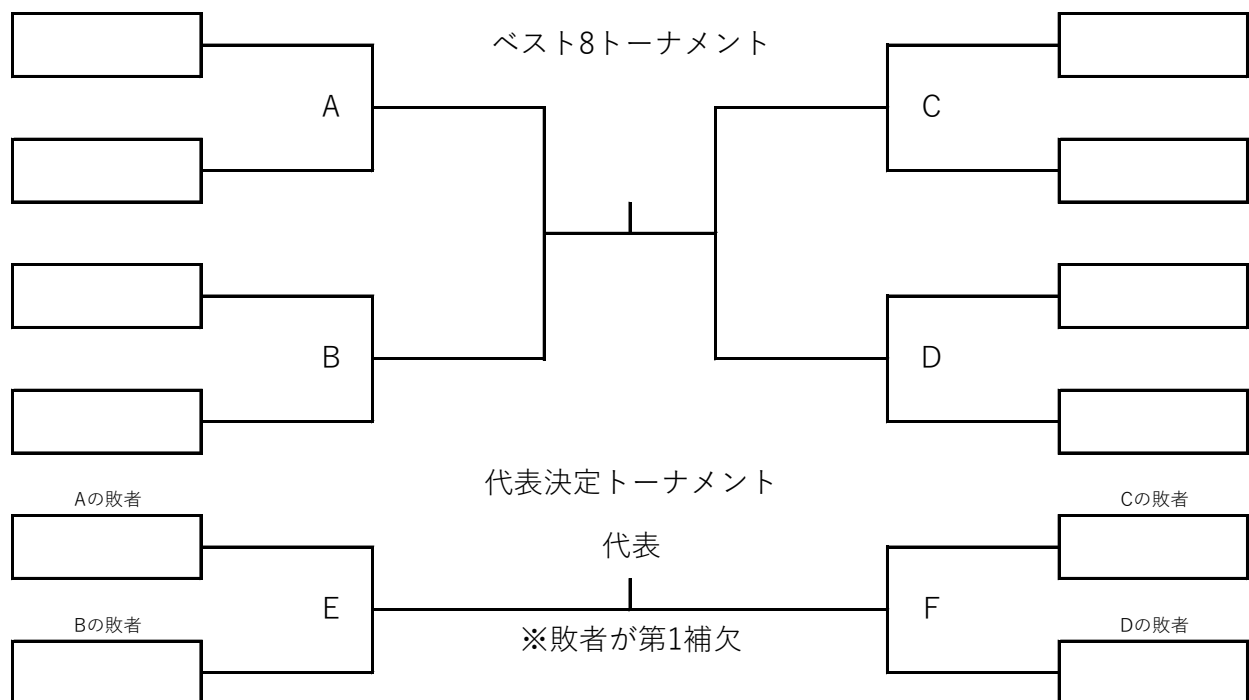 ベスト8トーナメント
A
C
B
D
代表決定トーナメント
Aの敗者
Cの敗者
代表
E
F
Bの敗者
※敗者が第1補欠
Dの敗者